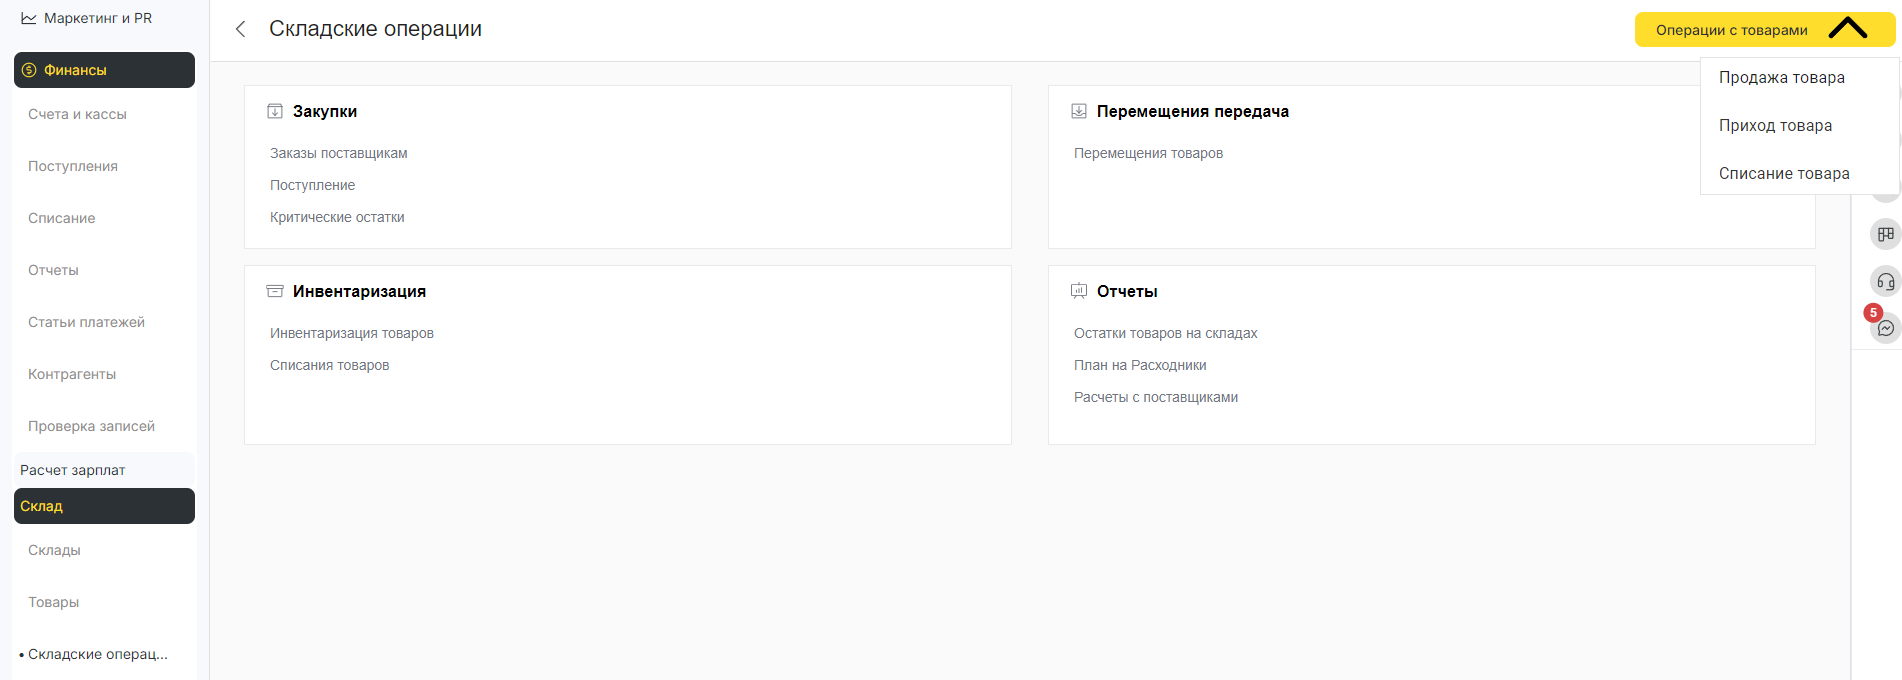 Маркетинг и PR
Финансы
Счета и кассы
Поступления
Списание
Отчеты
Статьи платежей
Контрагенты
Проверка записей
Расчет зарплат
Склад
Склады
Товары
• Складские операц...
Складские операции
Операции с товарами
Продажа товара
Приход товара
Списание товара
Закупки
Заказы поставщикам
Поступление
Критические остатки
Перемещения передача
Перемещения товаров
Инвентаризация
Инвентаризация товаров
Списания товаров
Отчеты
Остатки товаров на складах
План на Расходники
Расчеты с поставщиками
5